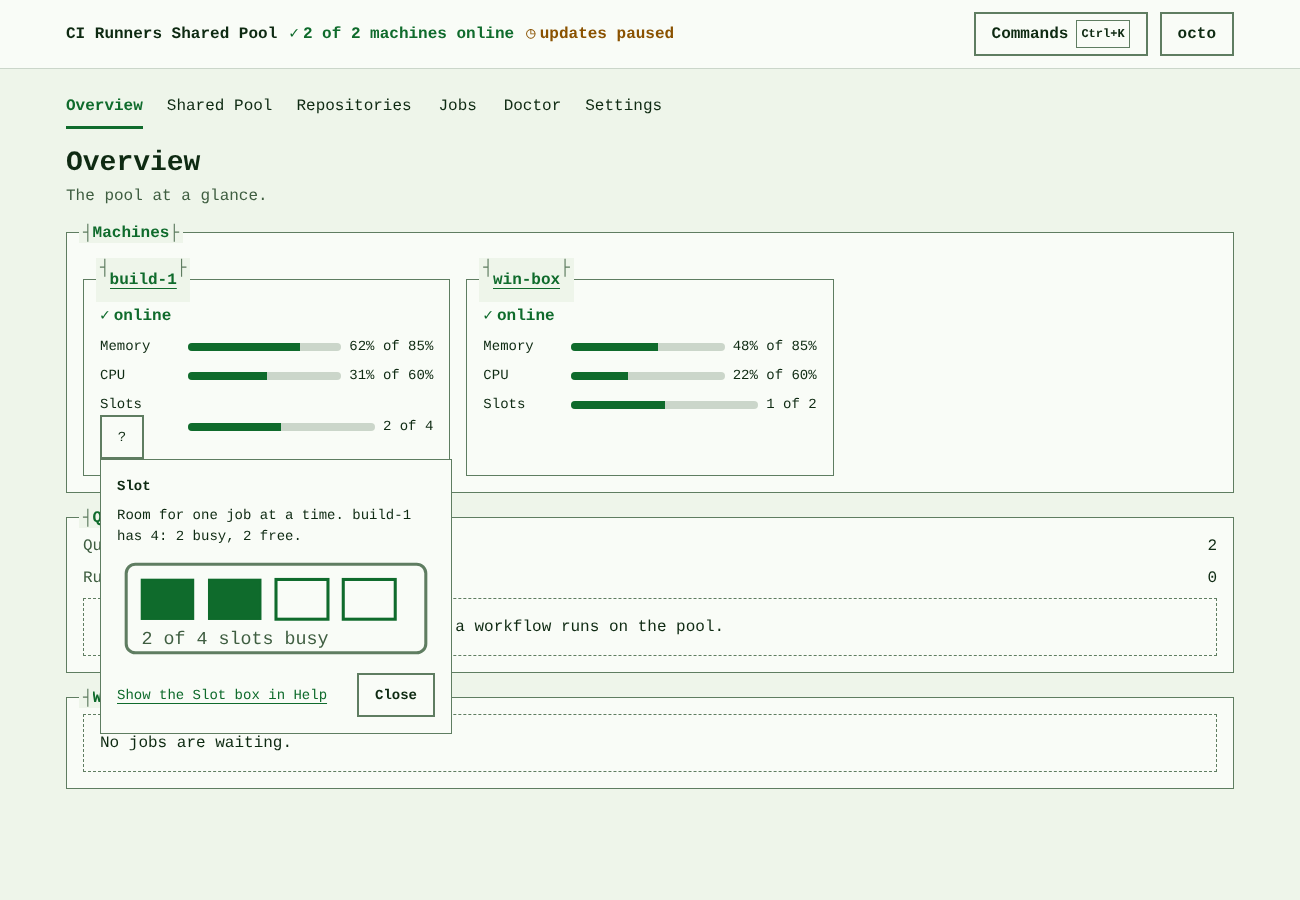 CI Runners Shared Pool ✓ 2 of 2 machines online ◷ updates paused Commands Ctrl+K octo
Overview Shared Pool Repositories Jobs Doctor Settings
Overview
The pool at a glance.
Machines
build-1
✓ online
Memory 62% of 85%
CPU 31% of 60%
Slots
? 2 of 4
win-box
✓ online
Memory 48% of 85%
CPU 22% of 60%
Slots 1 of 2
Slot
Room for one job at a time. build-1
has 4: 2 busy, 2 free.
2 of 4 slots busy
Show the Slot box in Help Close
2
0
a workflow runs on the pool.
No jobs are waiting.